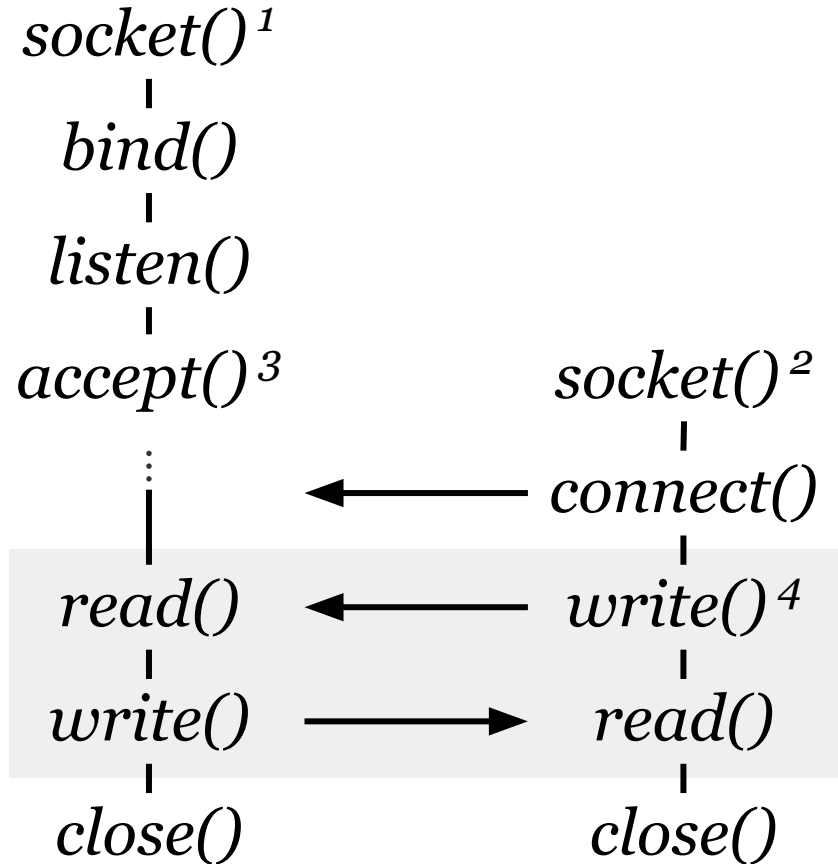 socket()¹
bind()
listen()
accept()³ socket()²
connect()
read() write()⁴
write() read()
close() close()